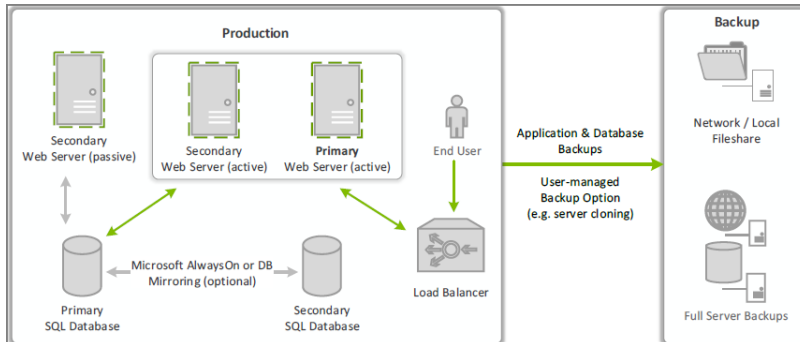 Production
Secondary
Web Server (passive)
Secondary
Web Server (active)
Primary
Web Server (active)
End User
Primary
SQL Database
Microsoft AlwaysOn or DB
Mirroring (optional)
Secondary
SQL Database
Load Balancer
Application & Database
Backups
User-managed
Backup Option
(e.g. server cloning)
Backup
Network / Local
Fileshare
Full Server Backups